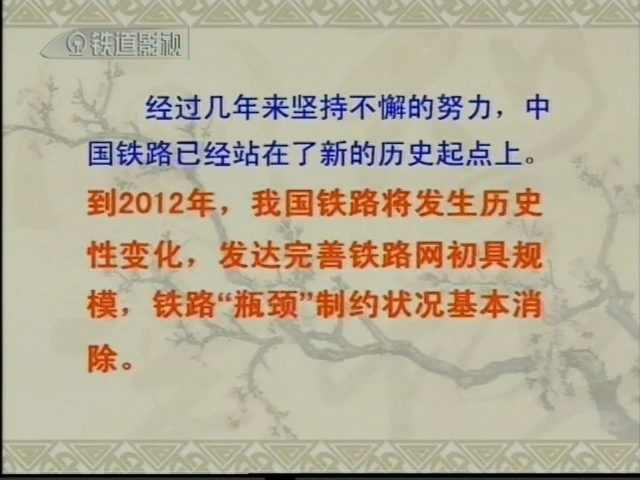 铁道影视
经过几年来坚持不懈的努力，中
国铁路已经站在了新的历史起点上。
到2012年，我国铁路将发生历史
性变化，发达完善铁路网初具规
模，铁路“瓶颈”制约状况基本消
除。